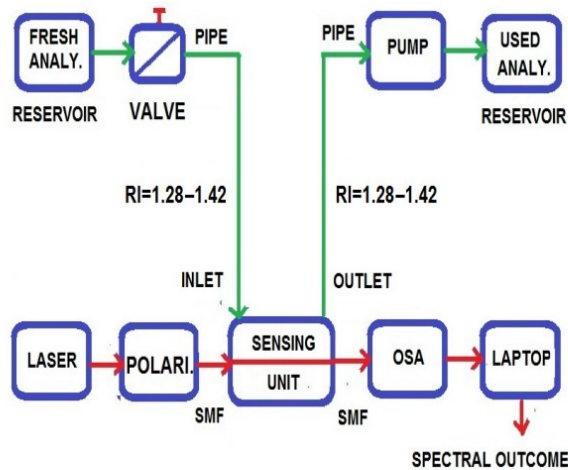 FRESH
ANALY.
RESERVOIR
VALVE
PIPE
PIPE
PUMP
USED
ANALY.
RESERVOIR
RI=1.28–1.42
RI=1.28–1.42
INLET
OUTLET
LASER
POLARI.
SENSING
UNIT
SMF
SMF
OSA
LAPTOP
SPECTRAL OUTCOME